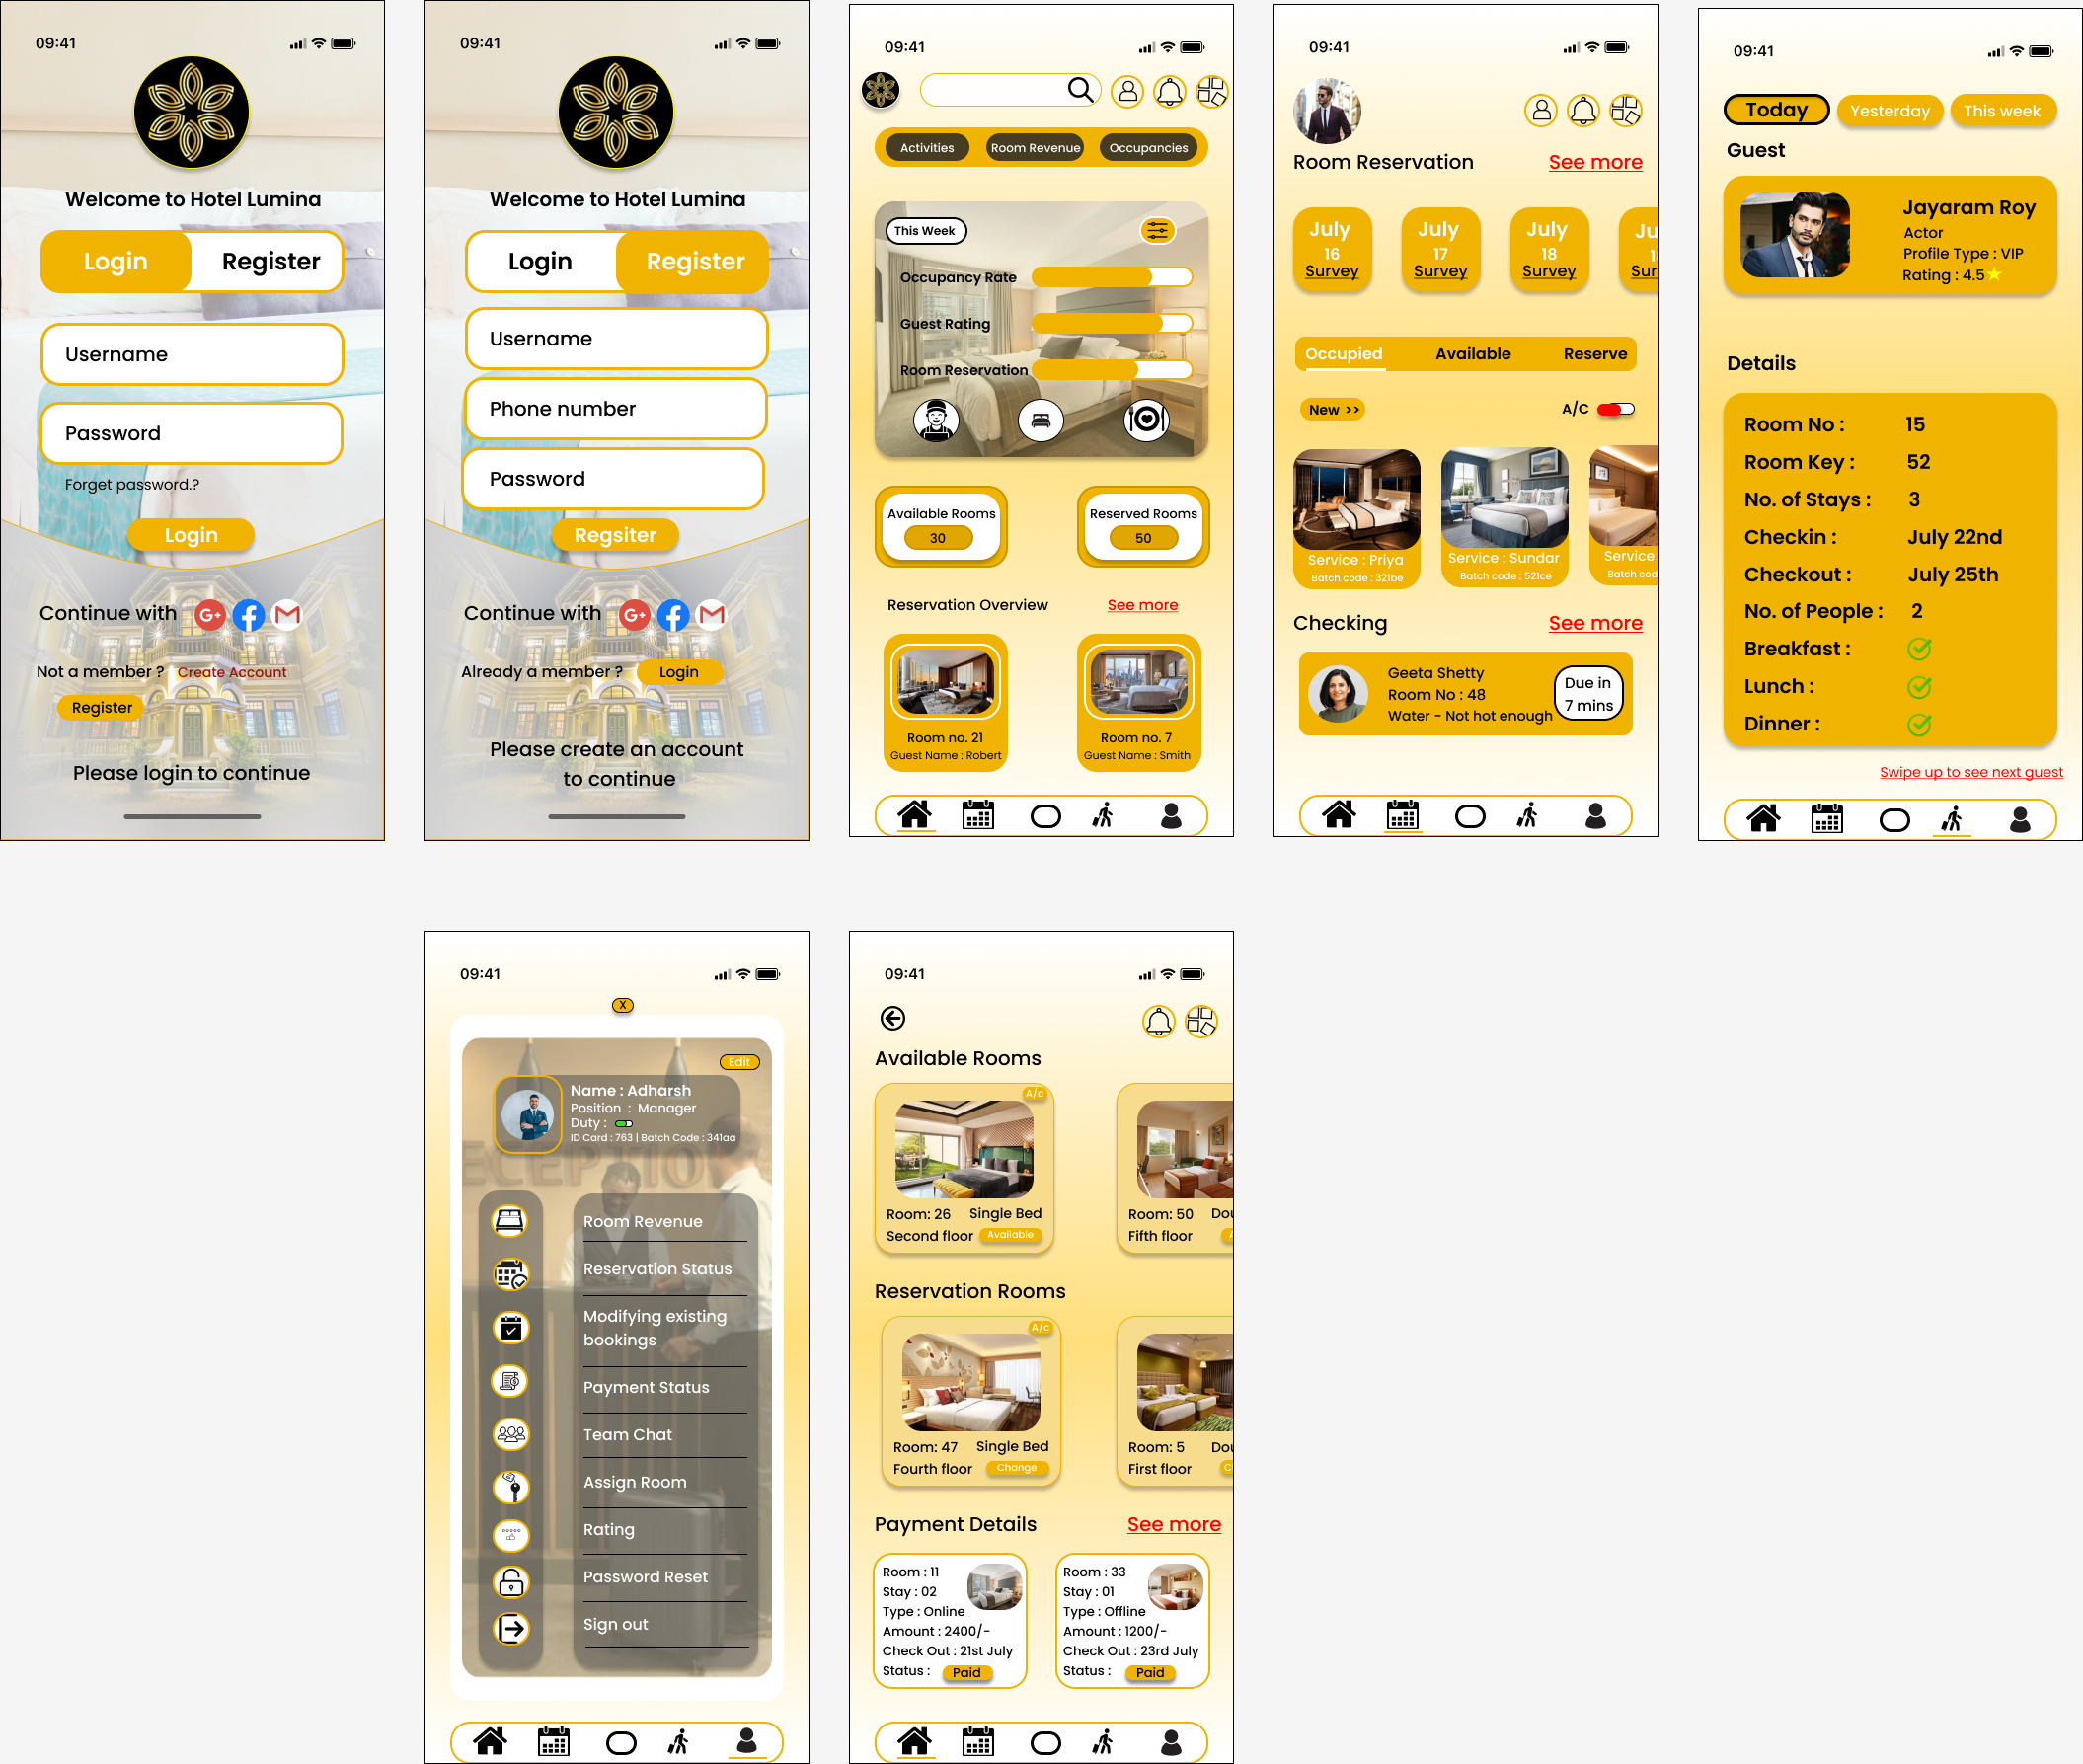 09:41
Welcome to Hotel Lumina
Login Register
Username
Password
Forget password.?
Login
Continue with G+ f M
Not a member ? Create Account
Register
Please login to continue
09:41
Welcome to Hotel Lumina
Login Register
Username
Phone number
Password
Regsiter
Continue with G+ f M
Already a member ? Login
Please create an account
to continue
09:41
Activities Room Revenue Occupancies
This Week
Occupancy Rate
Guest Rating
Room Reservation
Available Rooms Reserved Rooms
30 50
Reservation Overview See more
Room no. 21 Room no. 7
Guest Name : Robert Guest Name : Smith
09:41
Room Reservation See more
July July July Ju
16 17 18 1
Survey Survey Survey Sur
Occupied Available Reserve
New >> A/C
Service : Priya Service : Sundar Service
Batch code : 321be Batch code : 521ce Batch cod
Checking See more
Geeta Shetty
Room No : 48
Water - Not hot enough
Due in
7 mins
09:41
Today Yesterday This week
Guest
Jayaram Roy
Actor
Profile Type : VIP
Rating : 4.5
Details
Room No : 15
Room Key : 52
No. of Stays : 3
Checkin : July 22nd
Checkout : July 25th
No. of People : 2
Breakfast :
Lunch :
Dinner :
Swipe up to see next guest
09:41
X
Edit
Name : Adharsh
Position : Manager
Duty :
ID Card : 763 | Batch Code : 341aa
ECEPTION
Room Revenue
Reservation Status
Modifying existing
bookings
Payment Status
Team Chat
Assign Room
Rating
Password Reset
Sign out
09:41
Available Rooms
A/c
Room: 26 Single Bed Room: 50 Dou
Second floor Available Fifth floor A
Reservation Rooms
A/c
Room: 47 Single Bed Room: 5 Dou
Fourth floor Change First floor C
Payment Details See more
Room : 11 Room : 33
Stay : 02 Stay : 01
Type : Online Type : Offline
Amount : 2400/- Amount : 1200/-
Check Out : 21st July Check Out : 23rd July
Status : Paid Status : Paid